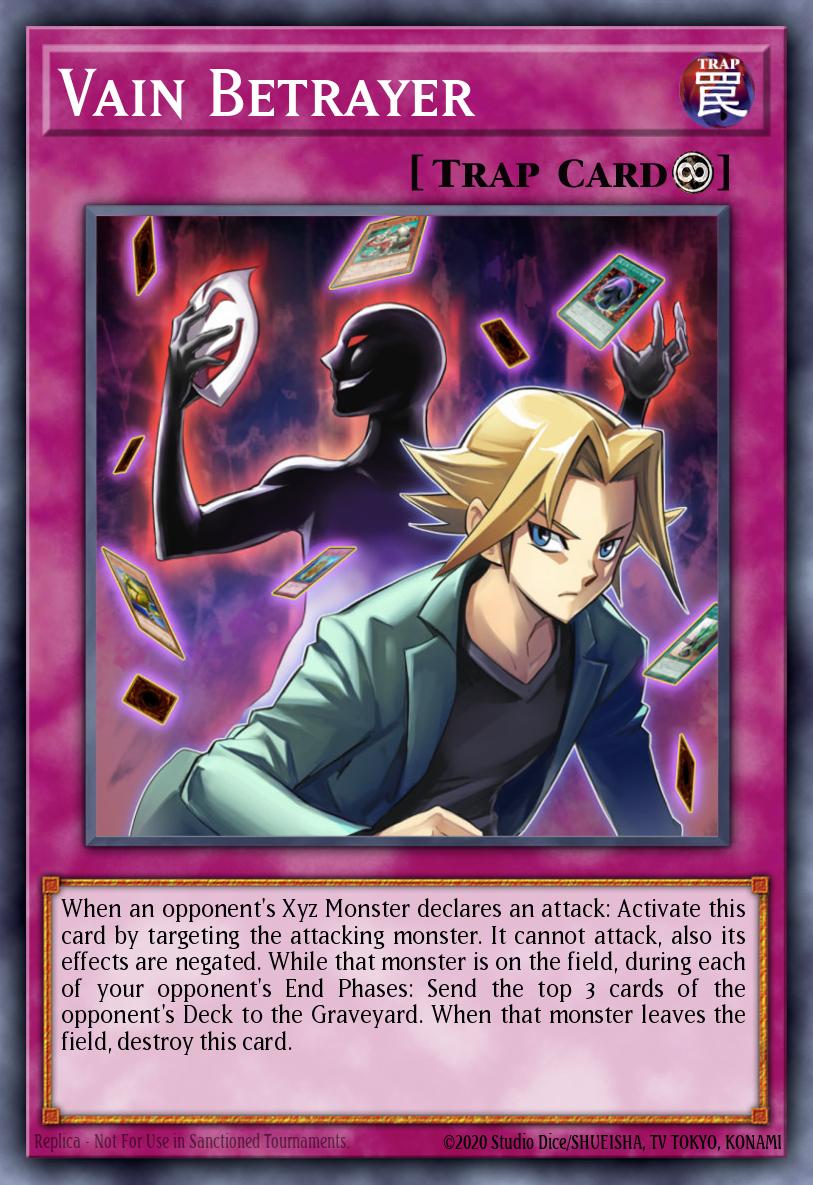 VAIN BETRAYER
TRAP
罠
[TRAP CARD]
When an opponent's Xyz Monster declares an attack: Activate this
card by targeting the attacking monster. It cannot attack, also its
effects are negated. While that monster is on the field, during each
of your opponent's End Phases: Send the top 3 cards of the
opponent's Deck to the Graveyard. When that monster leaves the
field, destroy this card.
Replica - Not For Use in Sanctioned Tournaments.
©2020 Studio Dice/SHUEISHA, TV TOKYO, KONAMI